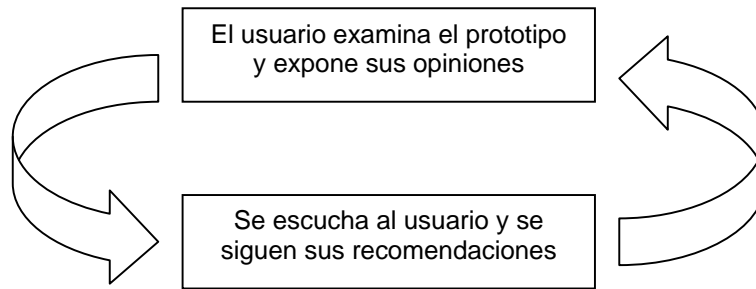 El usuario examina el prototipo
y expone sus opiniones
Se escucha al usuario y se
siguen sus recomendaciones